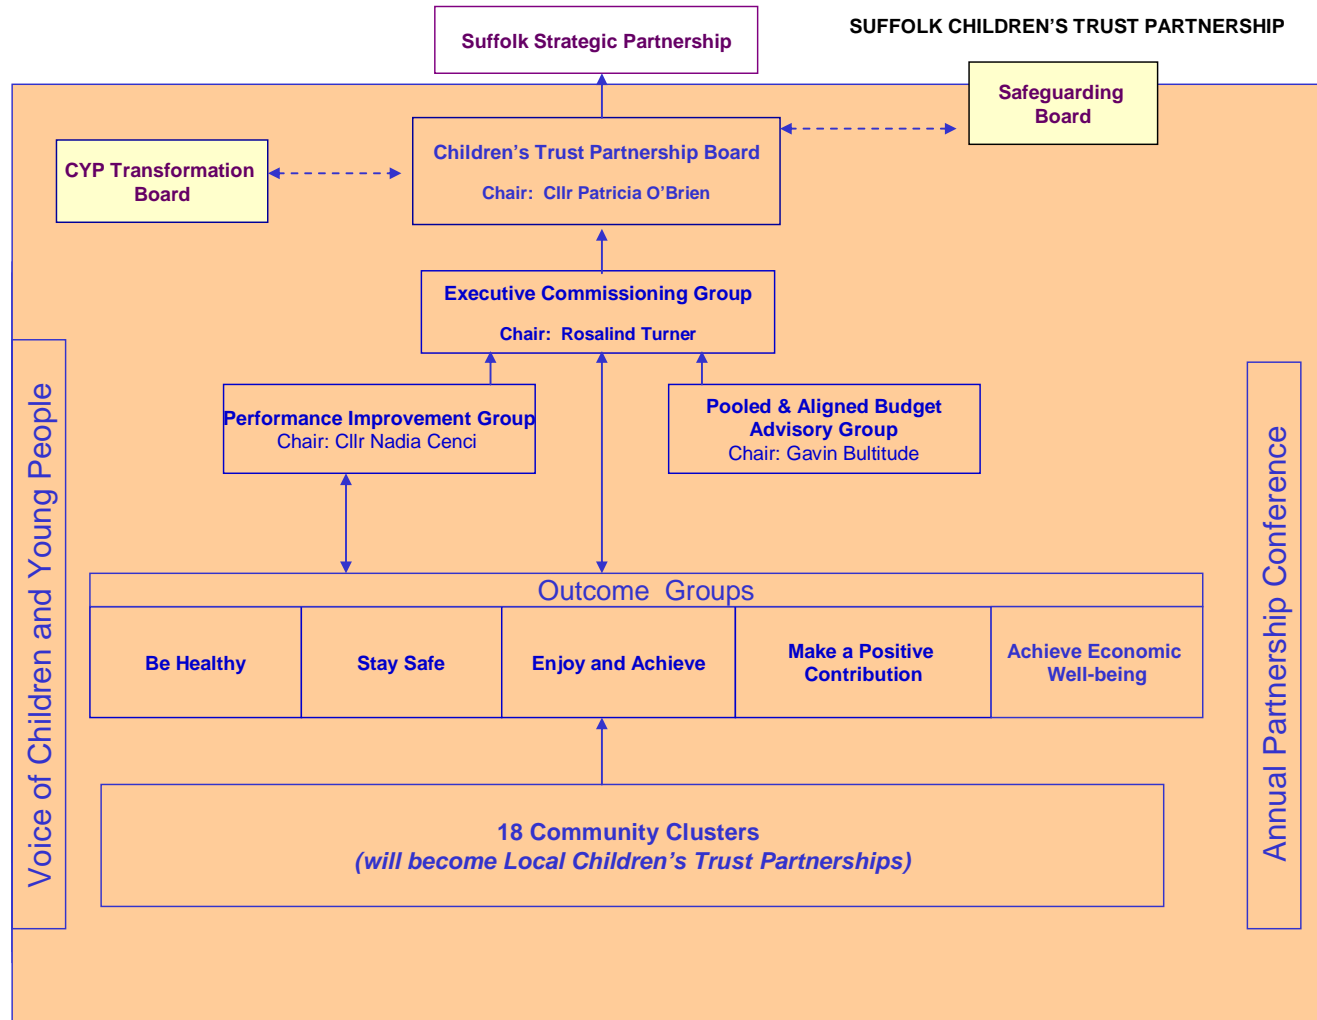 SUFFOLK CHILDREN’S TRUST PARTNERSHIP
Suffolk Strategic Partnership
Safeguarding
Board
Children’s Trust Partnership Board
Chair:  Cllr Patricia O’Brien
CYP Transformation
Board
Executive Commissioning Group
Chair:  Rosalind Turner
Performance Improvement Group
Chair: Cllr Nadia Cenci
Pooled & Aligned Budget
Advisory Group
Chair: Gavin Bultitude
Voice of Children and Young People
Annual Partnership Conference
Outcome  Groups
Be Healthy
Stay Safe
Enjoy and Achieve
Make a Positive
Contribution
Achieve Economic
Well-being
18 Community Clusters
(will become Local Children’s Trust Partnerships)